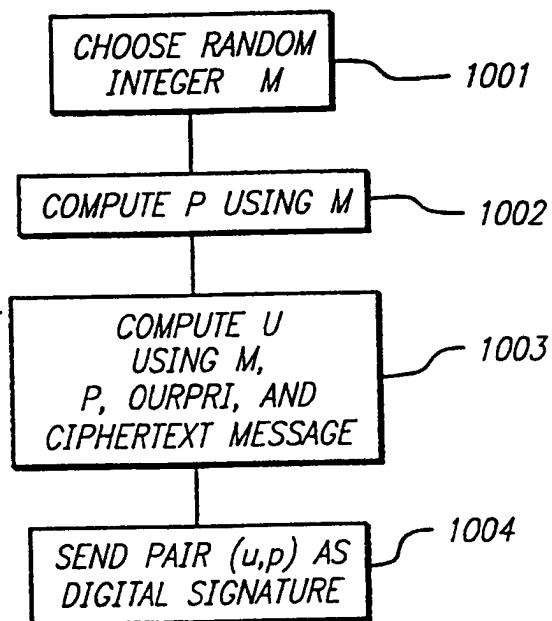 CHOOSE RANDOM
INTEGER M
1001
COMPUTE P USING M
1002
COMPUTE U
USING M,
P, OURPRI, AND
CIPHERTEXT MESSAGE
1003
SEND PAIR (u,p) AS
DIGITAL SIGNATURE
1004